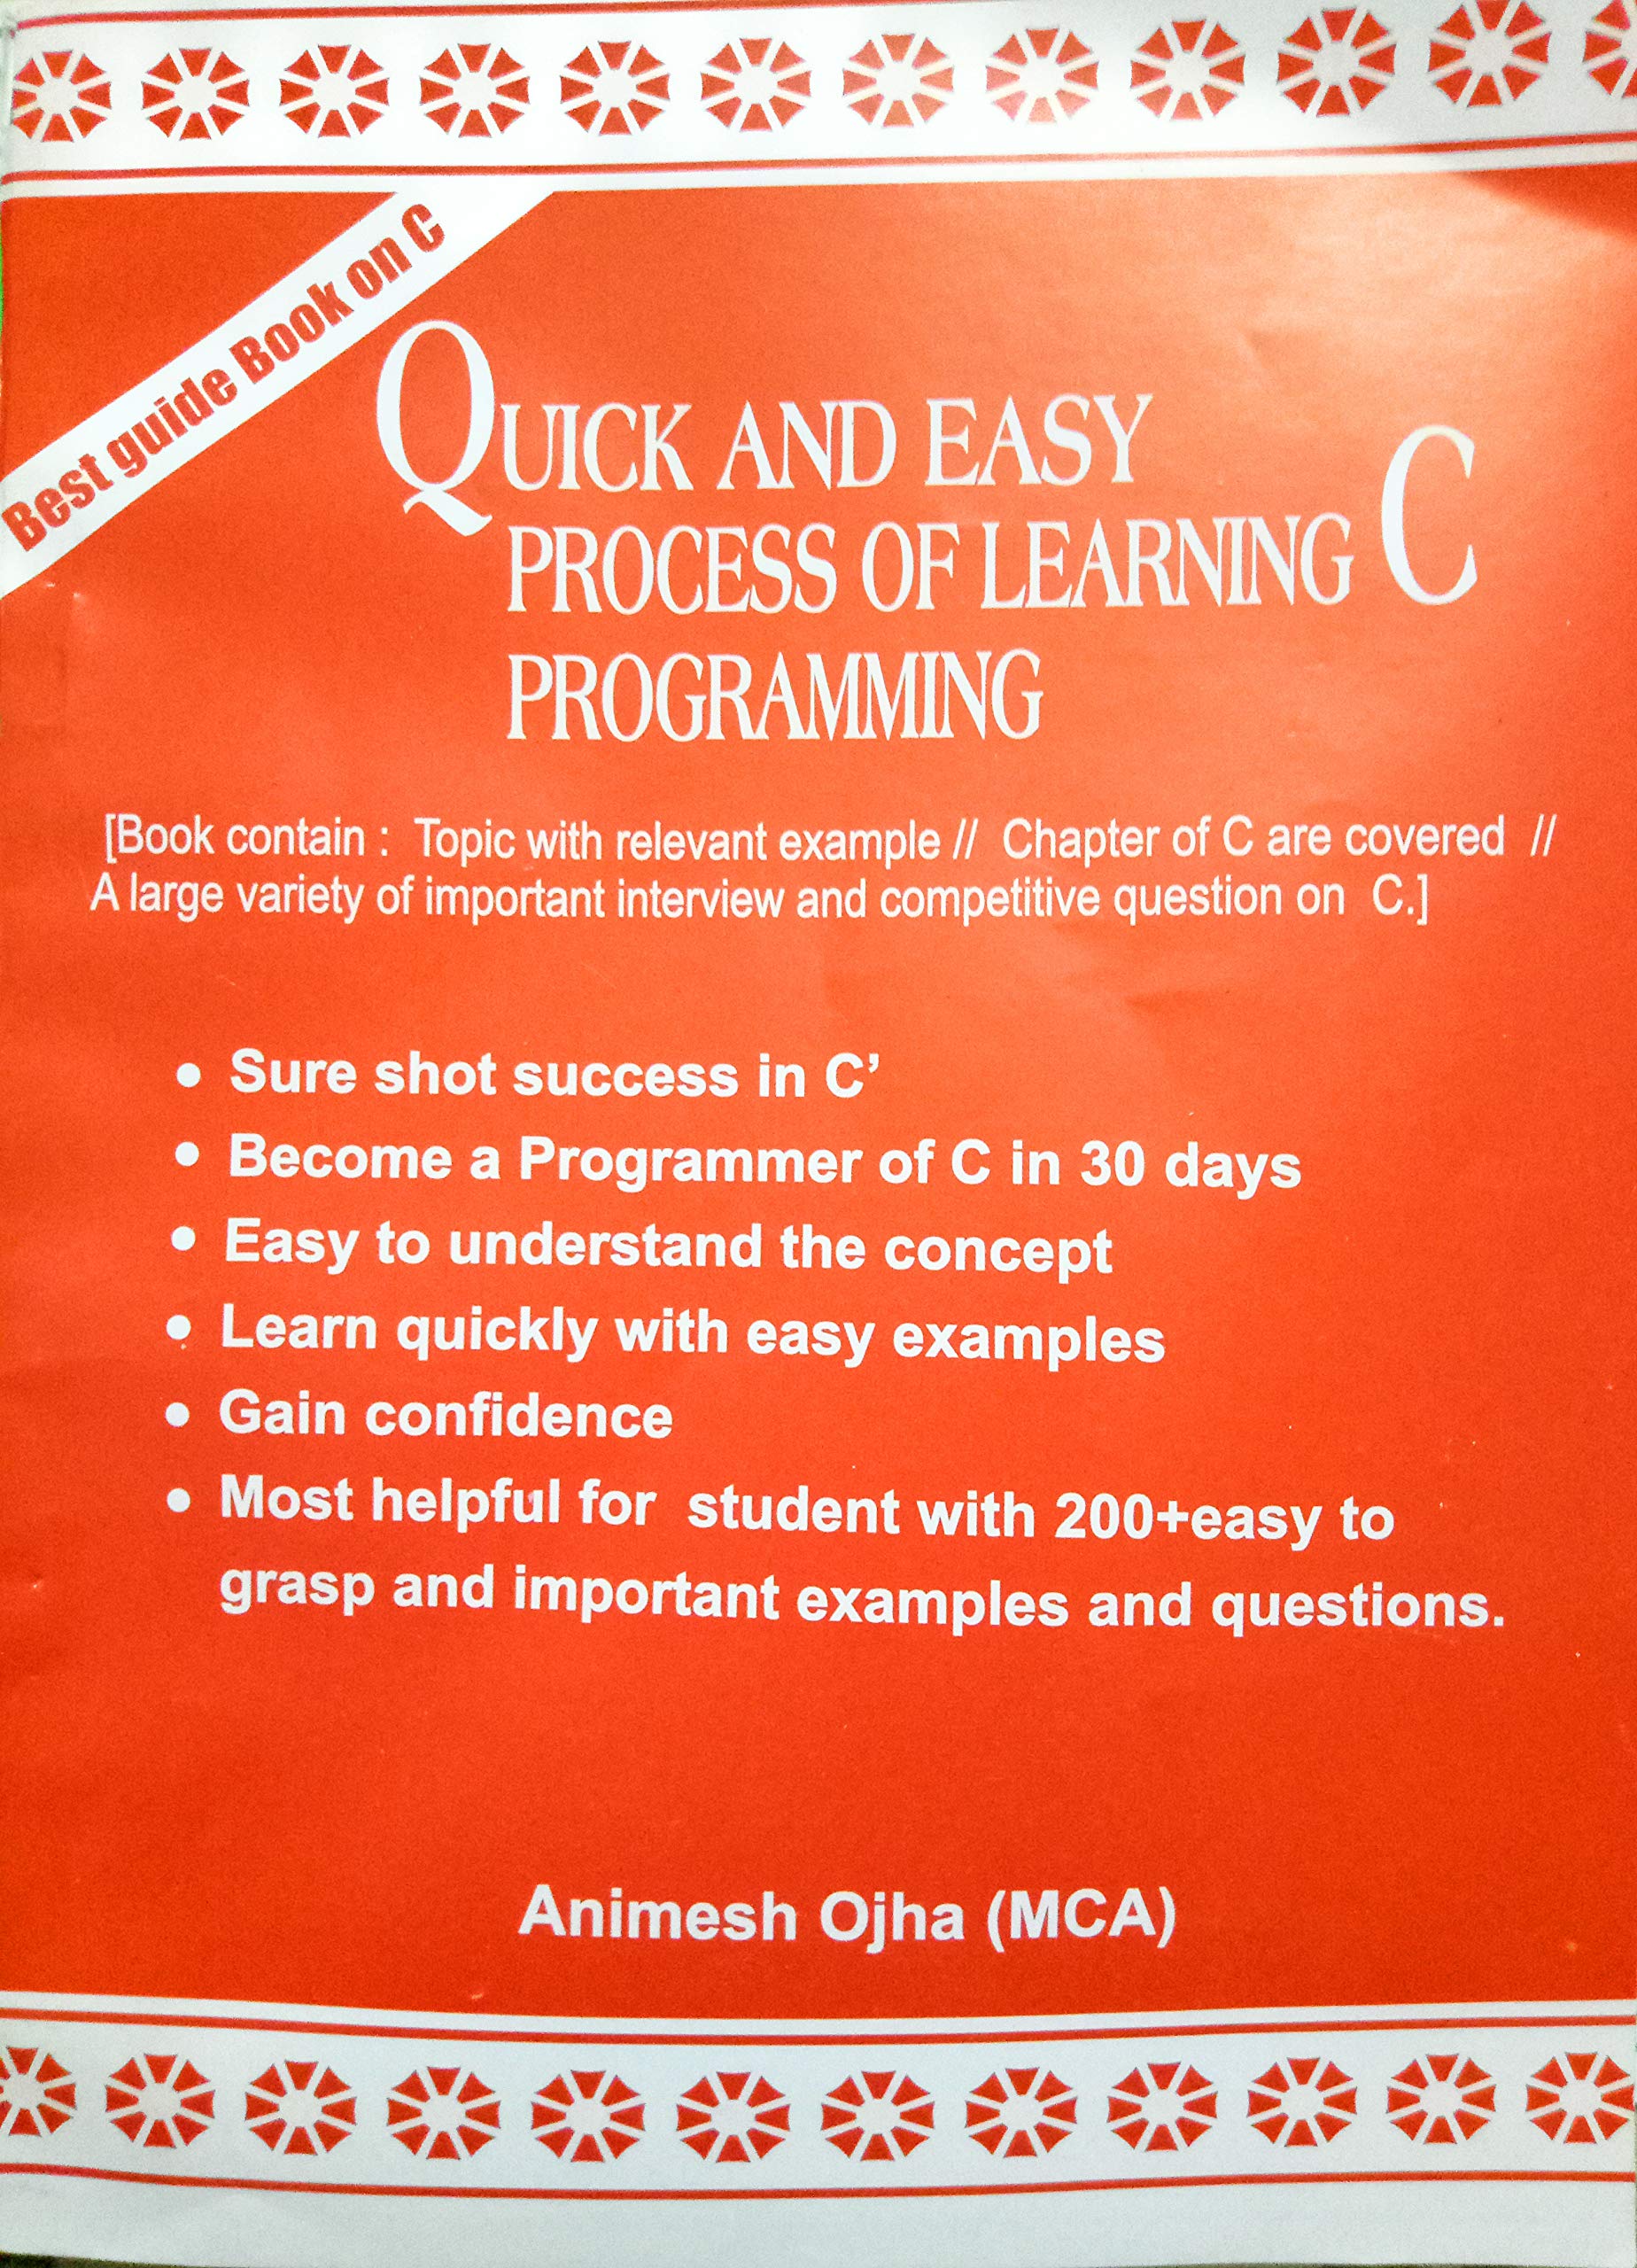 Best guide Book on C
QUICK AND EASY
PROCESS OF LEARNING C
PROGRAMMING
[Book contain : Topic with relevant example // Chapter of C are covered //
A large variety of important interview and competitive question on C.]
• Sure shot success in C’
• Become a Programmer of C in 30 days
• Easy to understand the concept
• Learn quickly with easy examples
• Gain confidence
• Most helpful for student with 200+easy to
grasp and important examples and questions.
Animesh Ojha (MCA)